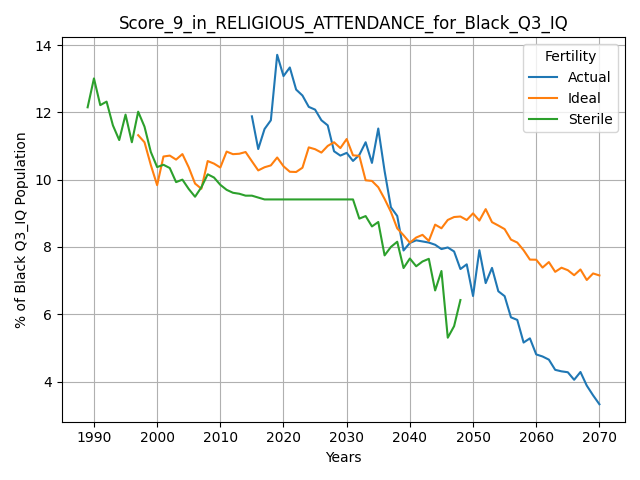 Score_9_in_RELIGIOUS_ATTENDANCE_for_Black_Q3_IQ
Fertility
Actual
Ideal
Sterile
% of Black Q3_IQ Population
14
12
10
8
6
4
1990 2000 2010 2020 2030 2040 2050 2060 2070
Years